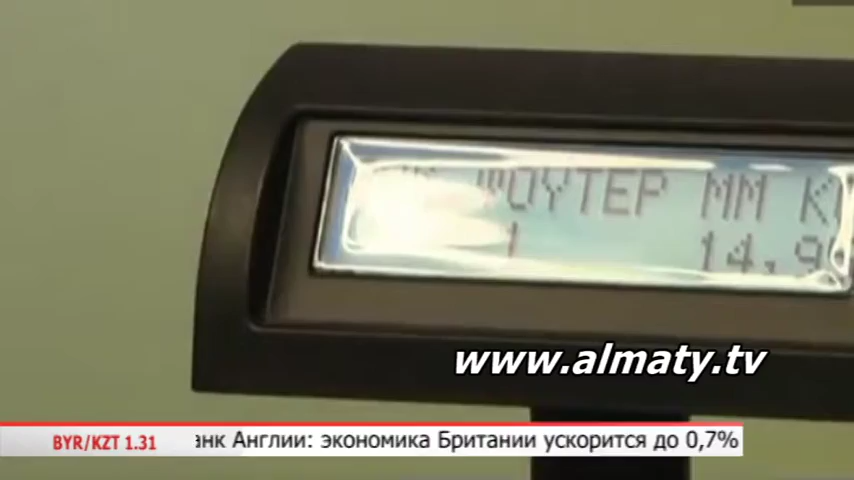 ФОУТЕР ММ
1 14,9
www.almaty.tv
BYR/KZT 1.31 анк Англии: экономика Британии ускорится до 0,7%